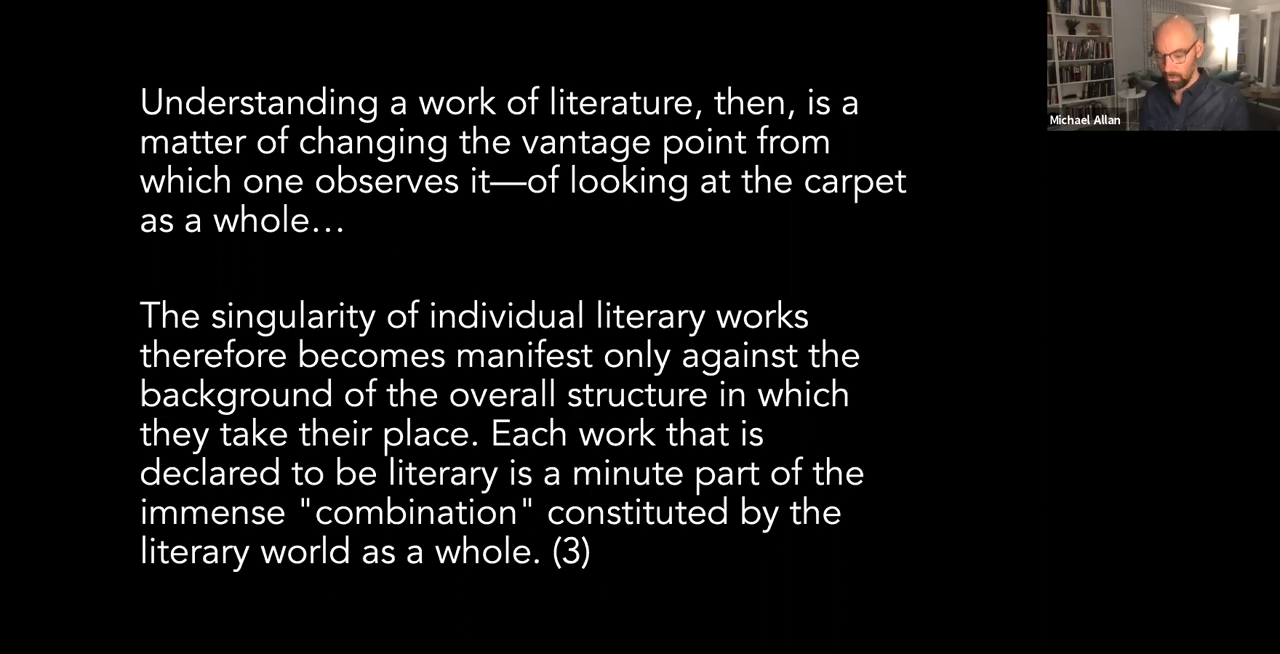 Understanding a work of literature, then, is a
matter of changing the vantage point from
which one observes it—of looking at the carpet
as a whole…
The singularity of individual literary works
therefore becomes manifest only against the
background of the overall structure in which
they take their place. Each work that is
declared to be literary is a minute part of the
immense "combination" constituted by the
literary world as a whole. (3)
Michael Allan